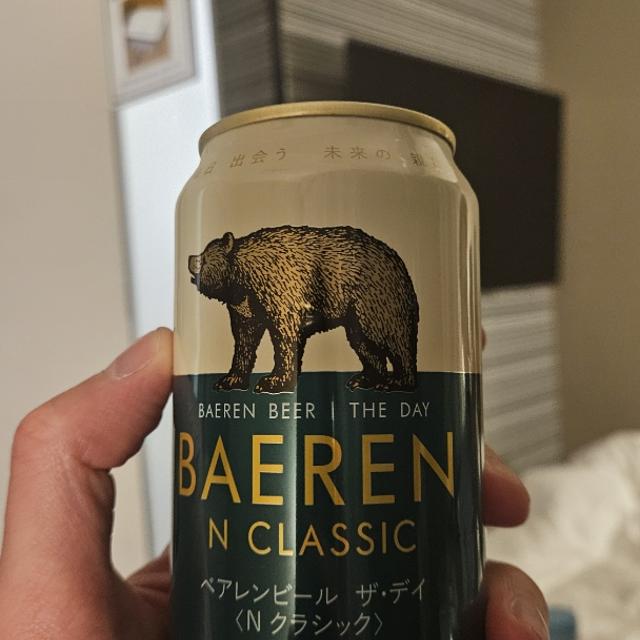 出会う 未来の
BAEREN BEER | THE DAY
BAEREN
N CLASSIC
ベアレンビール ザ・デイ
〈N クラシック〉